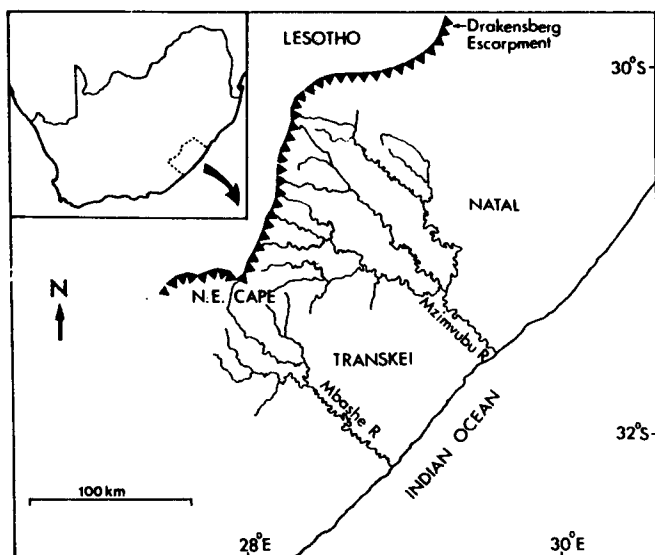 LESOTHO
Drakensberg
Escarpment
30°S
NATAL
N
N.E. CAPE
Mzimvubu R
TRANSKEI
Mbashe R
INDIAN OCEAN
32°S
100 km
28°E
30°E